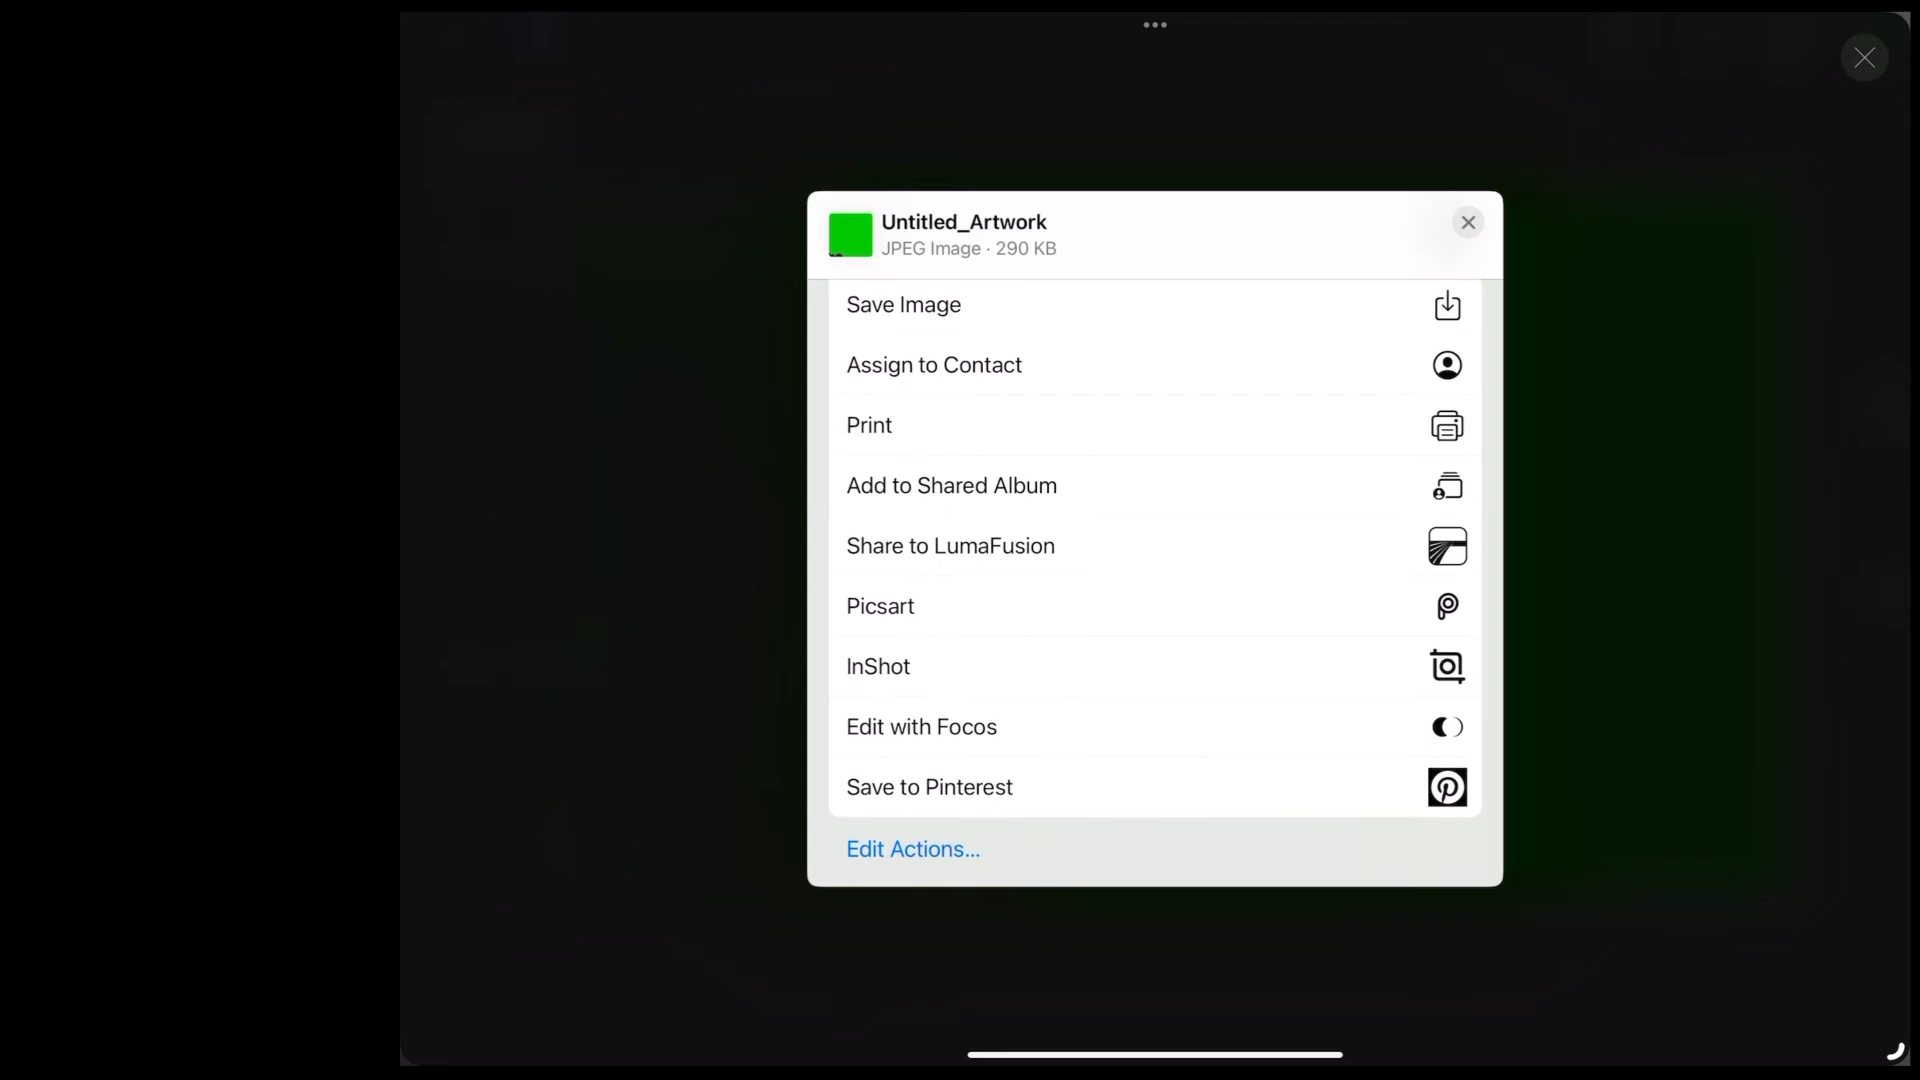 Untitled_Artwork
JPEG Image · 290 KB
Save Image
Assign to Contact
Print
Add to Shared Album
Share to LumaFusion
Picsart
InShot
Edit with Focos
Save to Pinterest
Edit Actions...